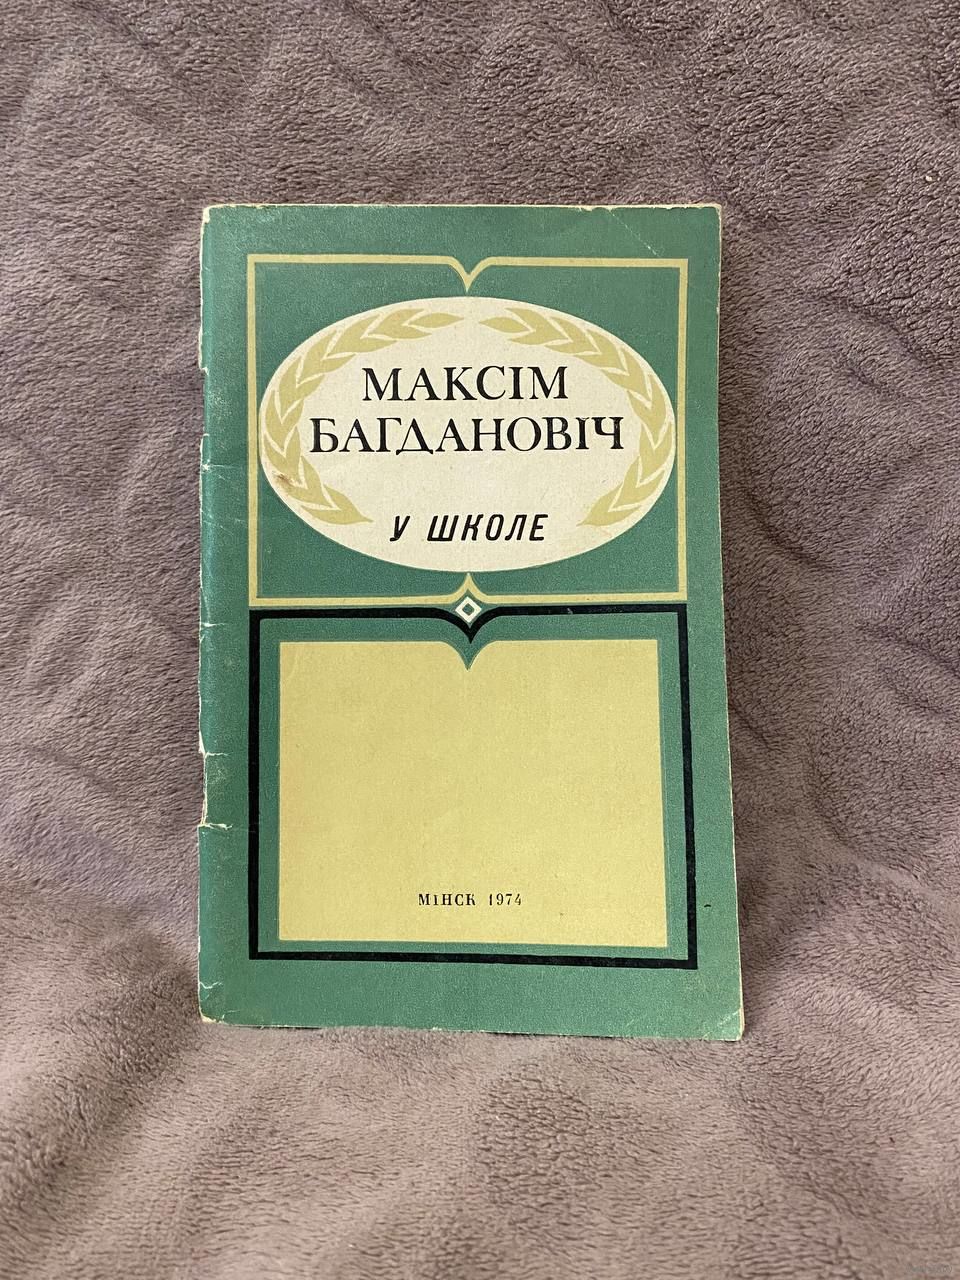 МАКСІМ
БАГДАНОВІЧ
У ШКОЛЕ
МІНСК 1974